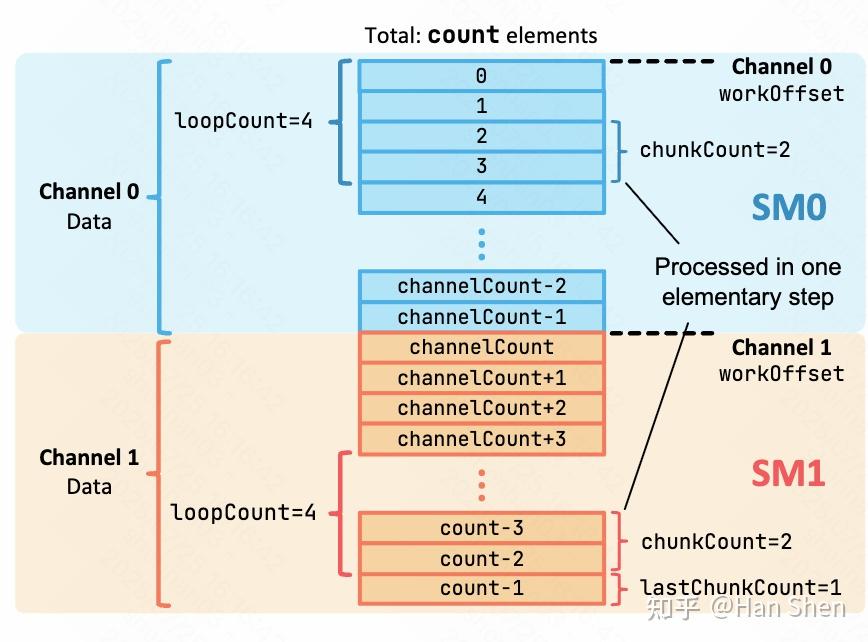 Total: count elements
Channel 0
workOffset
0
1
2
3
4
loopCount=4
chunkCount=2
Channel 0
Data
SM0
Processed in one
elementary step
channelCount-2
channelCount-1
channelCount
channelCount+1
channelCount+2
channelCount+3
Channel 1
workOffset
Channel 1
Data
SM1
loopCount=4
count-3
count-2
count-1
chunkCount=2
lastChunkCount=1
知乎 @Han Shen